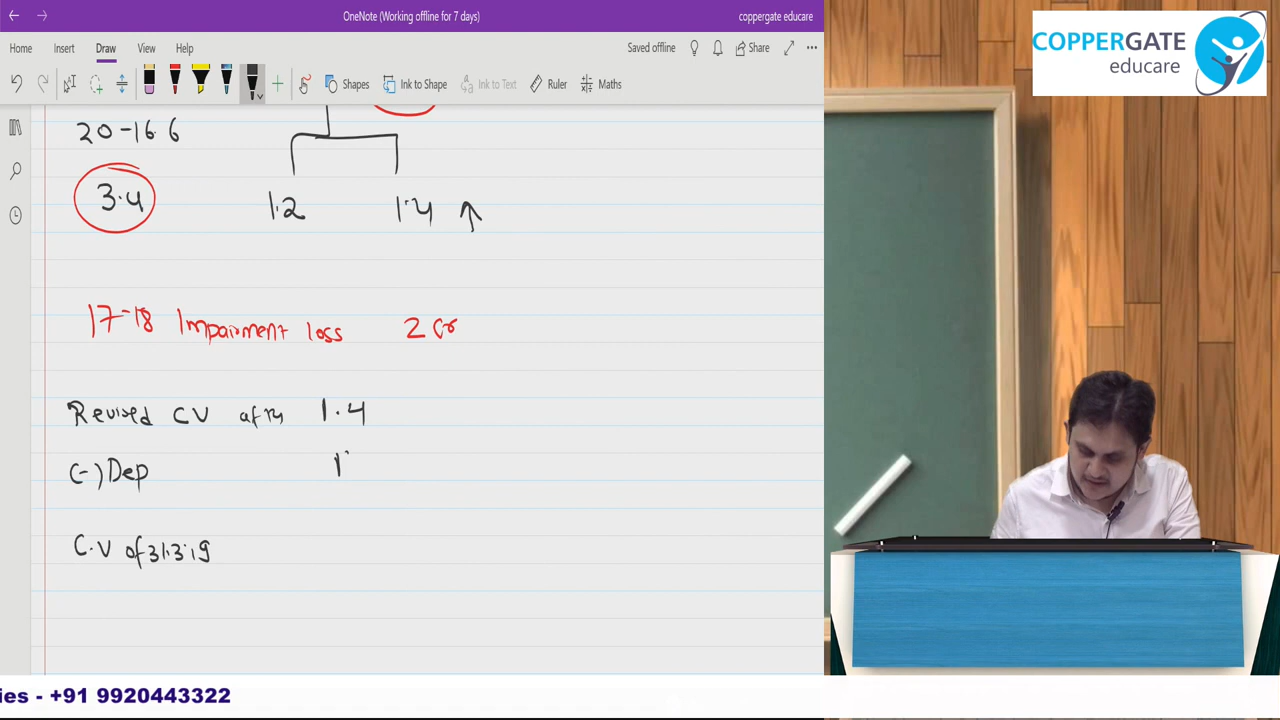 OneNote (Working offline for 7 days)
coppergate educare
Home Insert Draw View Help
Saved offline Share
Shapes Ink to Shape Ink to Text Ruler Maths
COPPERGATE
educare
20-16.6
3.4
1.2 1.4 ↑
17-18 Impairment loss 2 Cr
Revised CV 1.4
(-) Dep 1
C.V of 31.3.19
ies - +91 9920443322